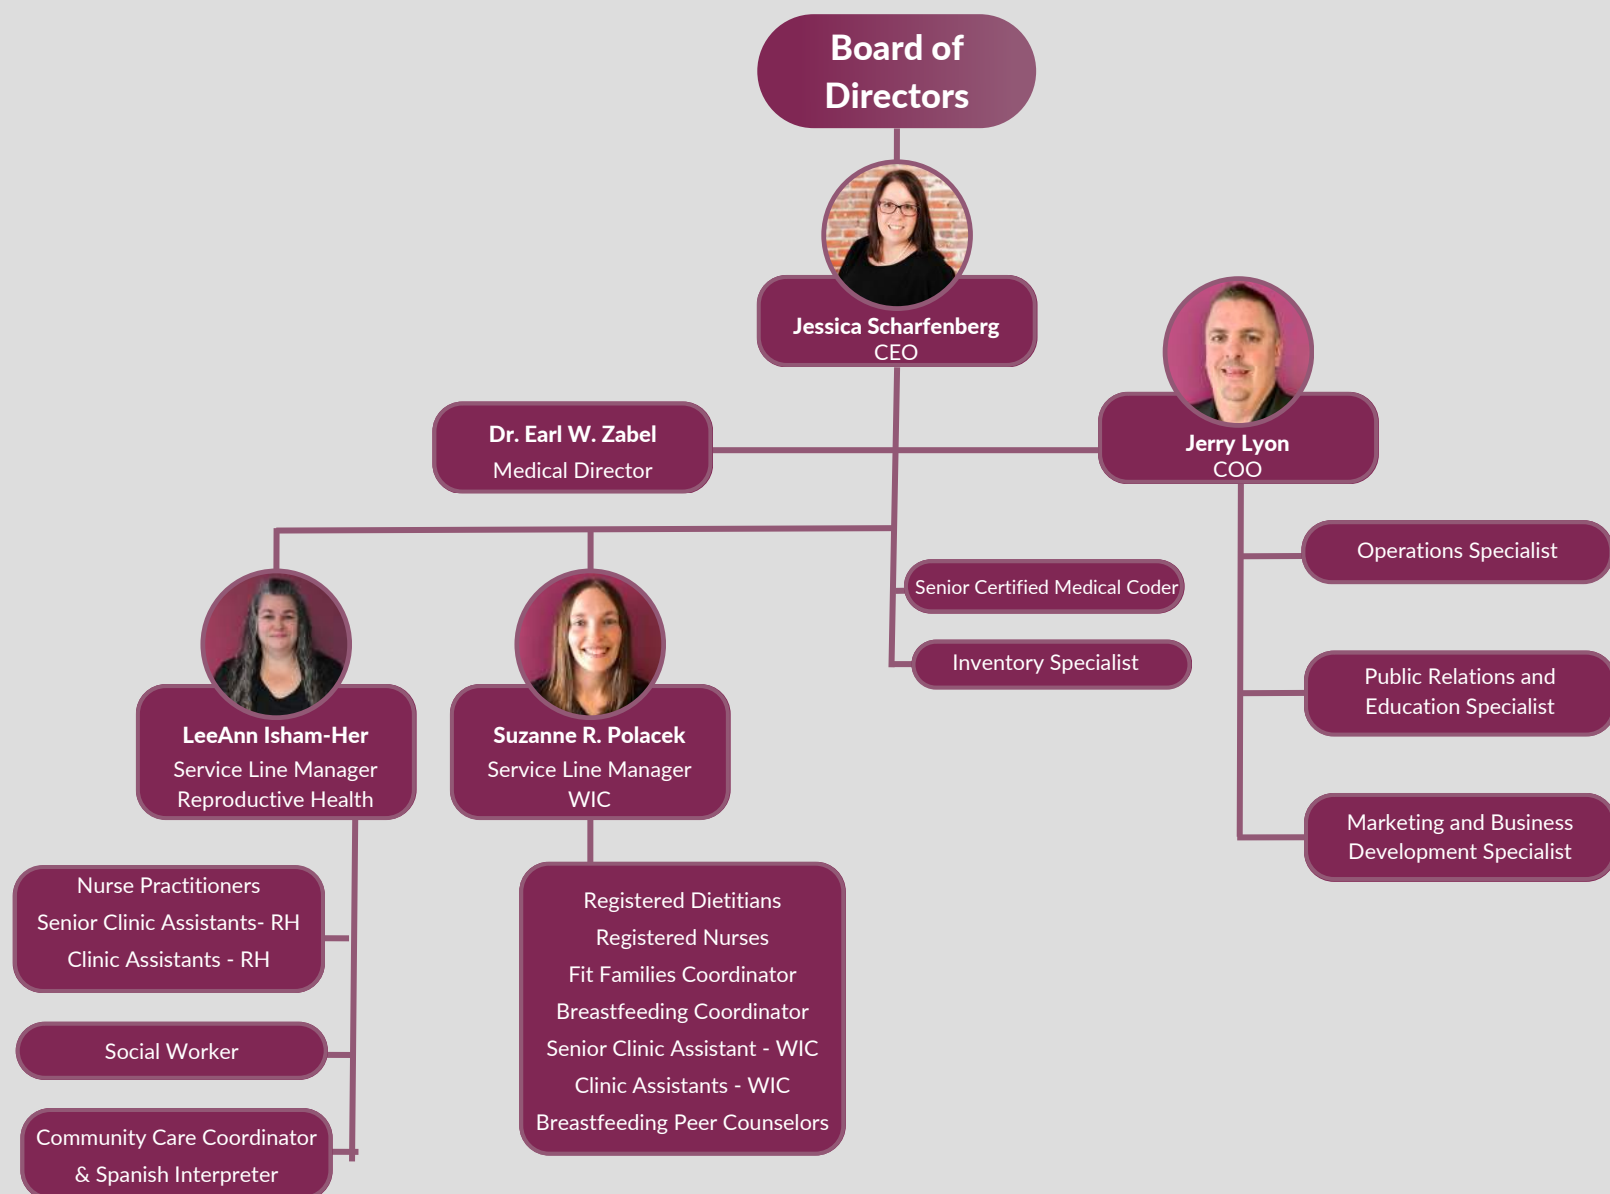 Board of
Directors
Jessica Scharfenberg
CEO
Jerry Lyon
COO
Dr. Earl W. Zabel
Medical Director
Operations Specialist
Senior Certified Medical Coder
Inventory Specialist
Public Relations and
Education Specialist
Marketing and Business
Development Specialist
LeeAnn Isham-Her
Service Line Manager
Reproductive Health
Suzanne R. Polacek
Service Line Manager
WIC
Nurse Practitioners
Senior Clinic Assistants- RH
Clinic Assistants - RH
Social Worker
Community Care Coordinator
& Spanish Interpreter
Registered Dietitians
Registered Nurses
Fit Families Coordinator
Breastfeeding Coordinator
Senior Clinic Assistant - WIC
Clinic Assistants - WIC
Breastfeeding Peer Counselors